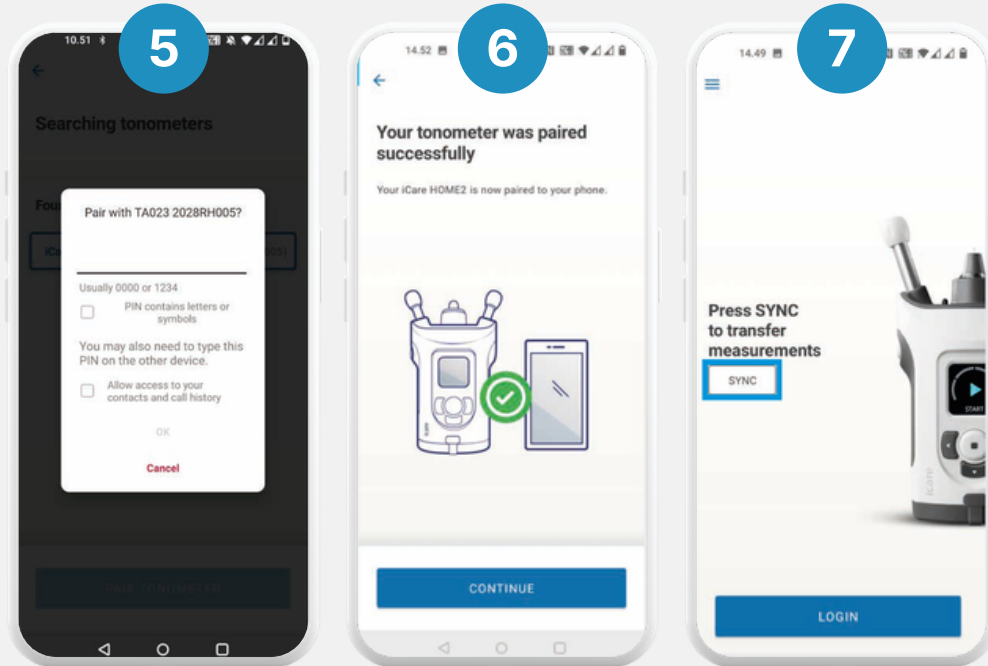 5
10.51
Searching tonometers
Pair with TA023 2028RH005?
Usually 0000 or 1234
PIN contains letters or
symbols
You may also need to type this
PIN on the other device.
Allow access to your
contacts and call history
OK
Cancel
PAIR TONOMETER
6
14.52
Your tonometer was paired
successfully
Your iCare HOME2 is now paired to your phone.
CONTINUE
7
14.49
Press SYNC
to transfer
measurements
SYNC
START
icare
LOGIN